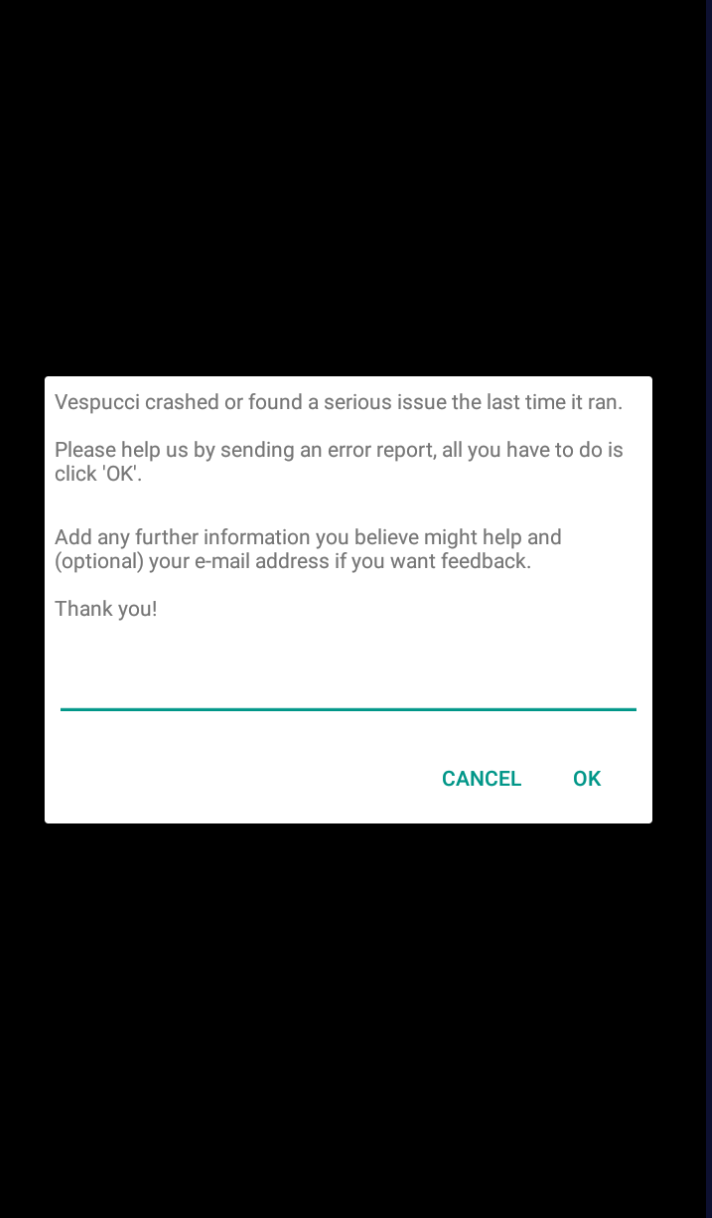 Vespucci crashed or found a serious issue the last time it ran.
Please help us by sending an error report, all you have to do is
click 'OK'.
Add any further information you believe might help and
(optional) your e-mail address if you want feedback.
Thank you!
CANCEL OK